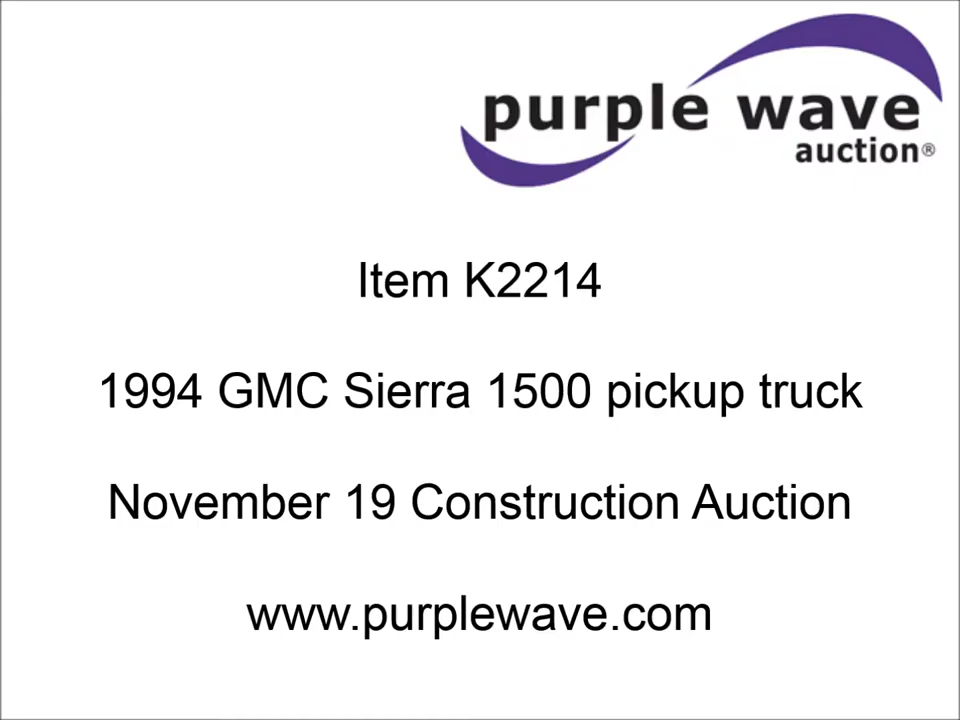 purple wave
auction®
Item K2214
1994 GMC Sierra 1500 pickup truck
November 19 Construction Auction
www.purplewave.com